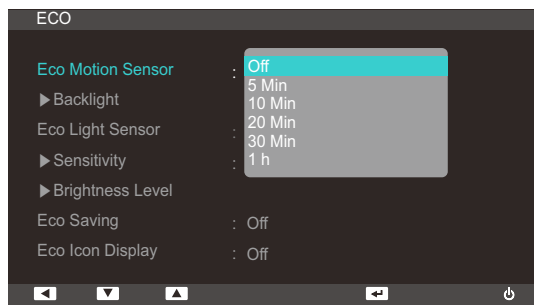 ECO
Eco Motion Sensor : Off
5 Min
▶Backlight
10 Min
Eco Light Sensor : 20 Min
30 Min
▶Sensitivity : 1 h
▶Brightness Level
Eco Saving : Off
Eco Icon Display : Off